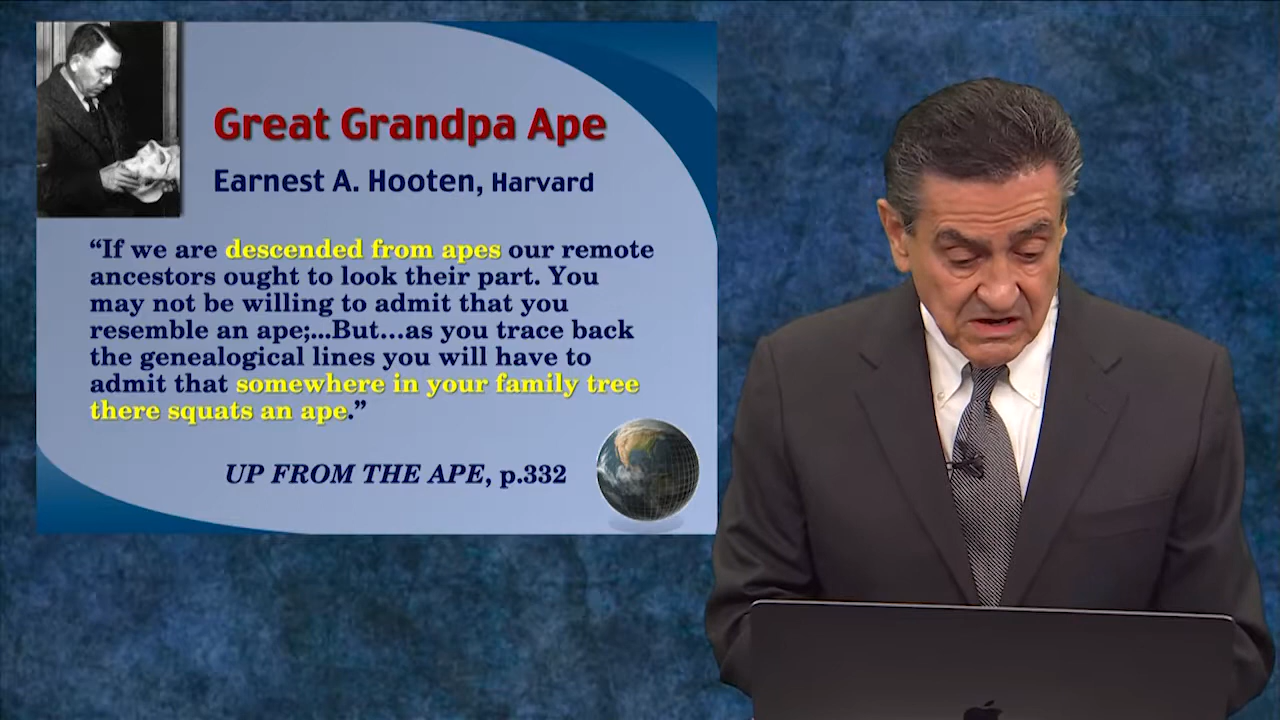 Great Grandpa Ape
Earnest A. Hooten, Harvard
“If we are descended from apes our remote
ancestors ought to look their part. You
may not be willing to admit that you
resemble an ape;...But...as you trace back
the genealogical lines you will have to
admit that somewhere in your family tree
there squats an ape.”
UP FROM THE APE, p.332